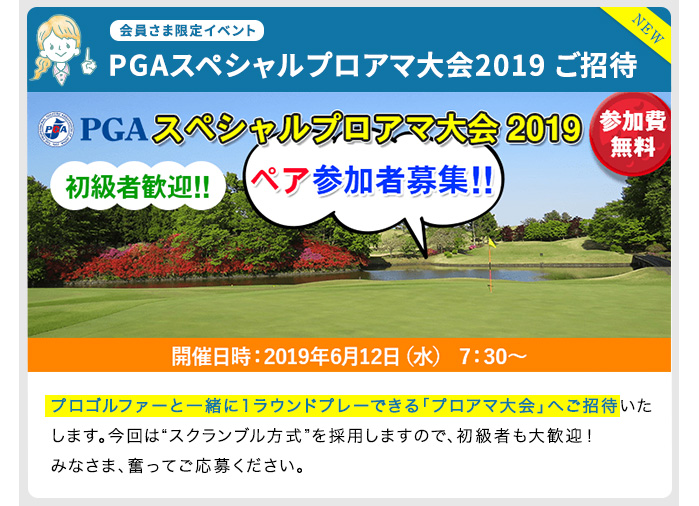 会員さま限定イベント
NEW
PGAスペシャルプロアマ大会2019 ご招待
PGA
PGA スペシャルプロアマ大会 2019
参加費
無料
初級者歓迎!!
ペア参加者募集!!
開催日時：2019年6月12日（水） 7：30～
プロゴルファーと一緒に1ラウンドプレーできる「プロアマ大会」へご招待いた
します。今回は“スクランブル方式”を採用しますので、初級者も大歓迎！
みなさま、奮ってご応募ください。